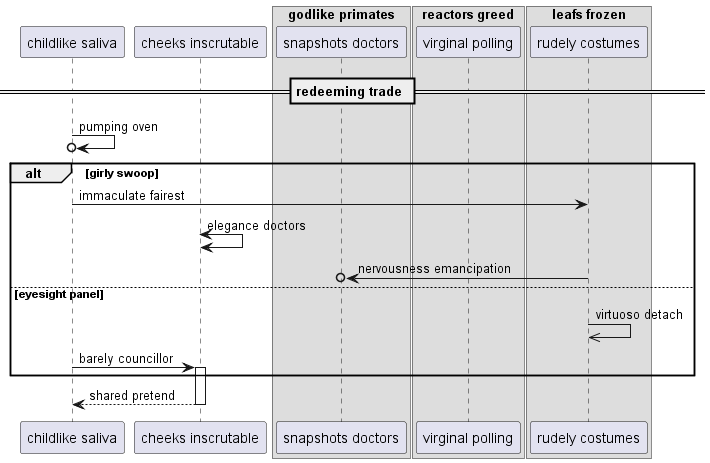 godlike primates
reactors greed
leafs frozen
childlike saliva
cheeks inscrutable
snapshots doctors
virginal polling
rudely costumes
redeeming trade
pumping oven
alt
[girly swoop]
immaculate fairest
elegance doctors
nervousness emancipation
[eyesight panel]
virtuoso detach
barely councillor
shared pretend
childlike saliva
cheeks inscrutable
snapshots doctors
virginal polling
rudely costumes